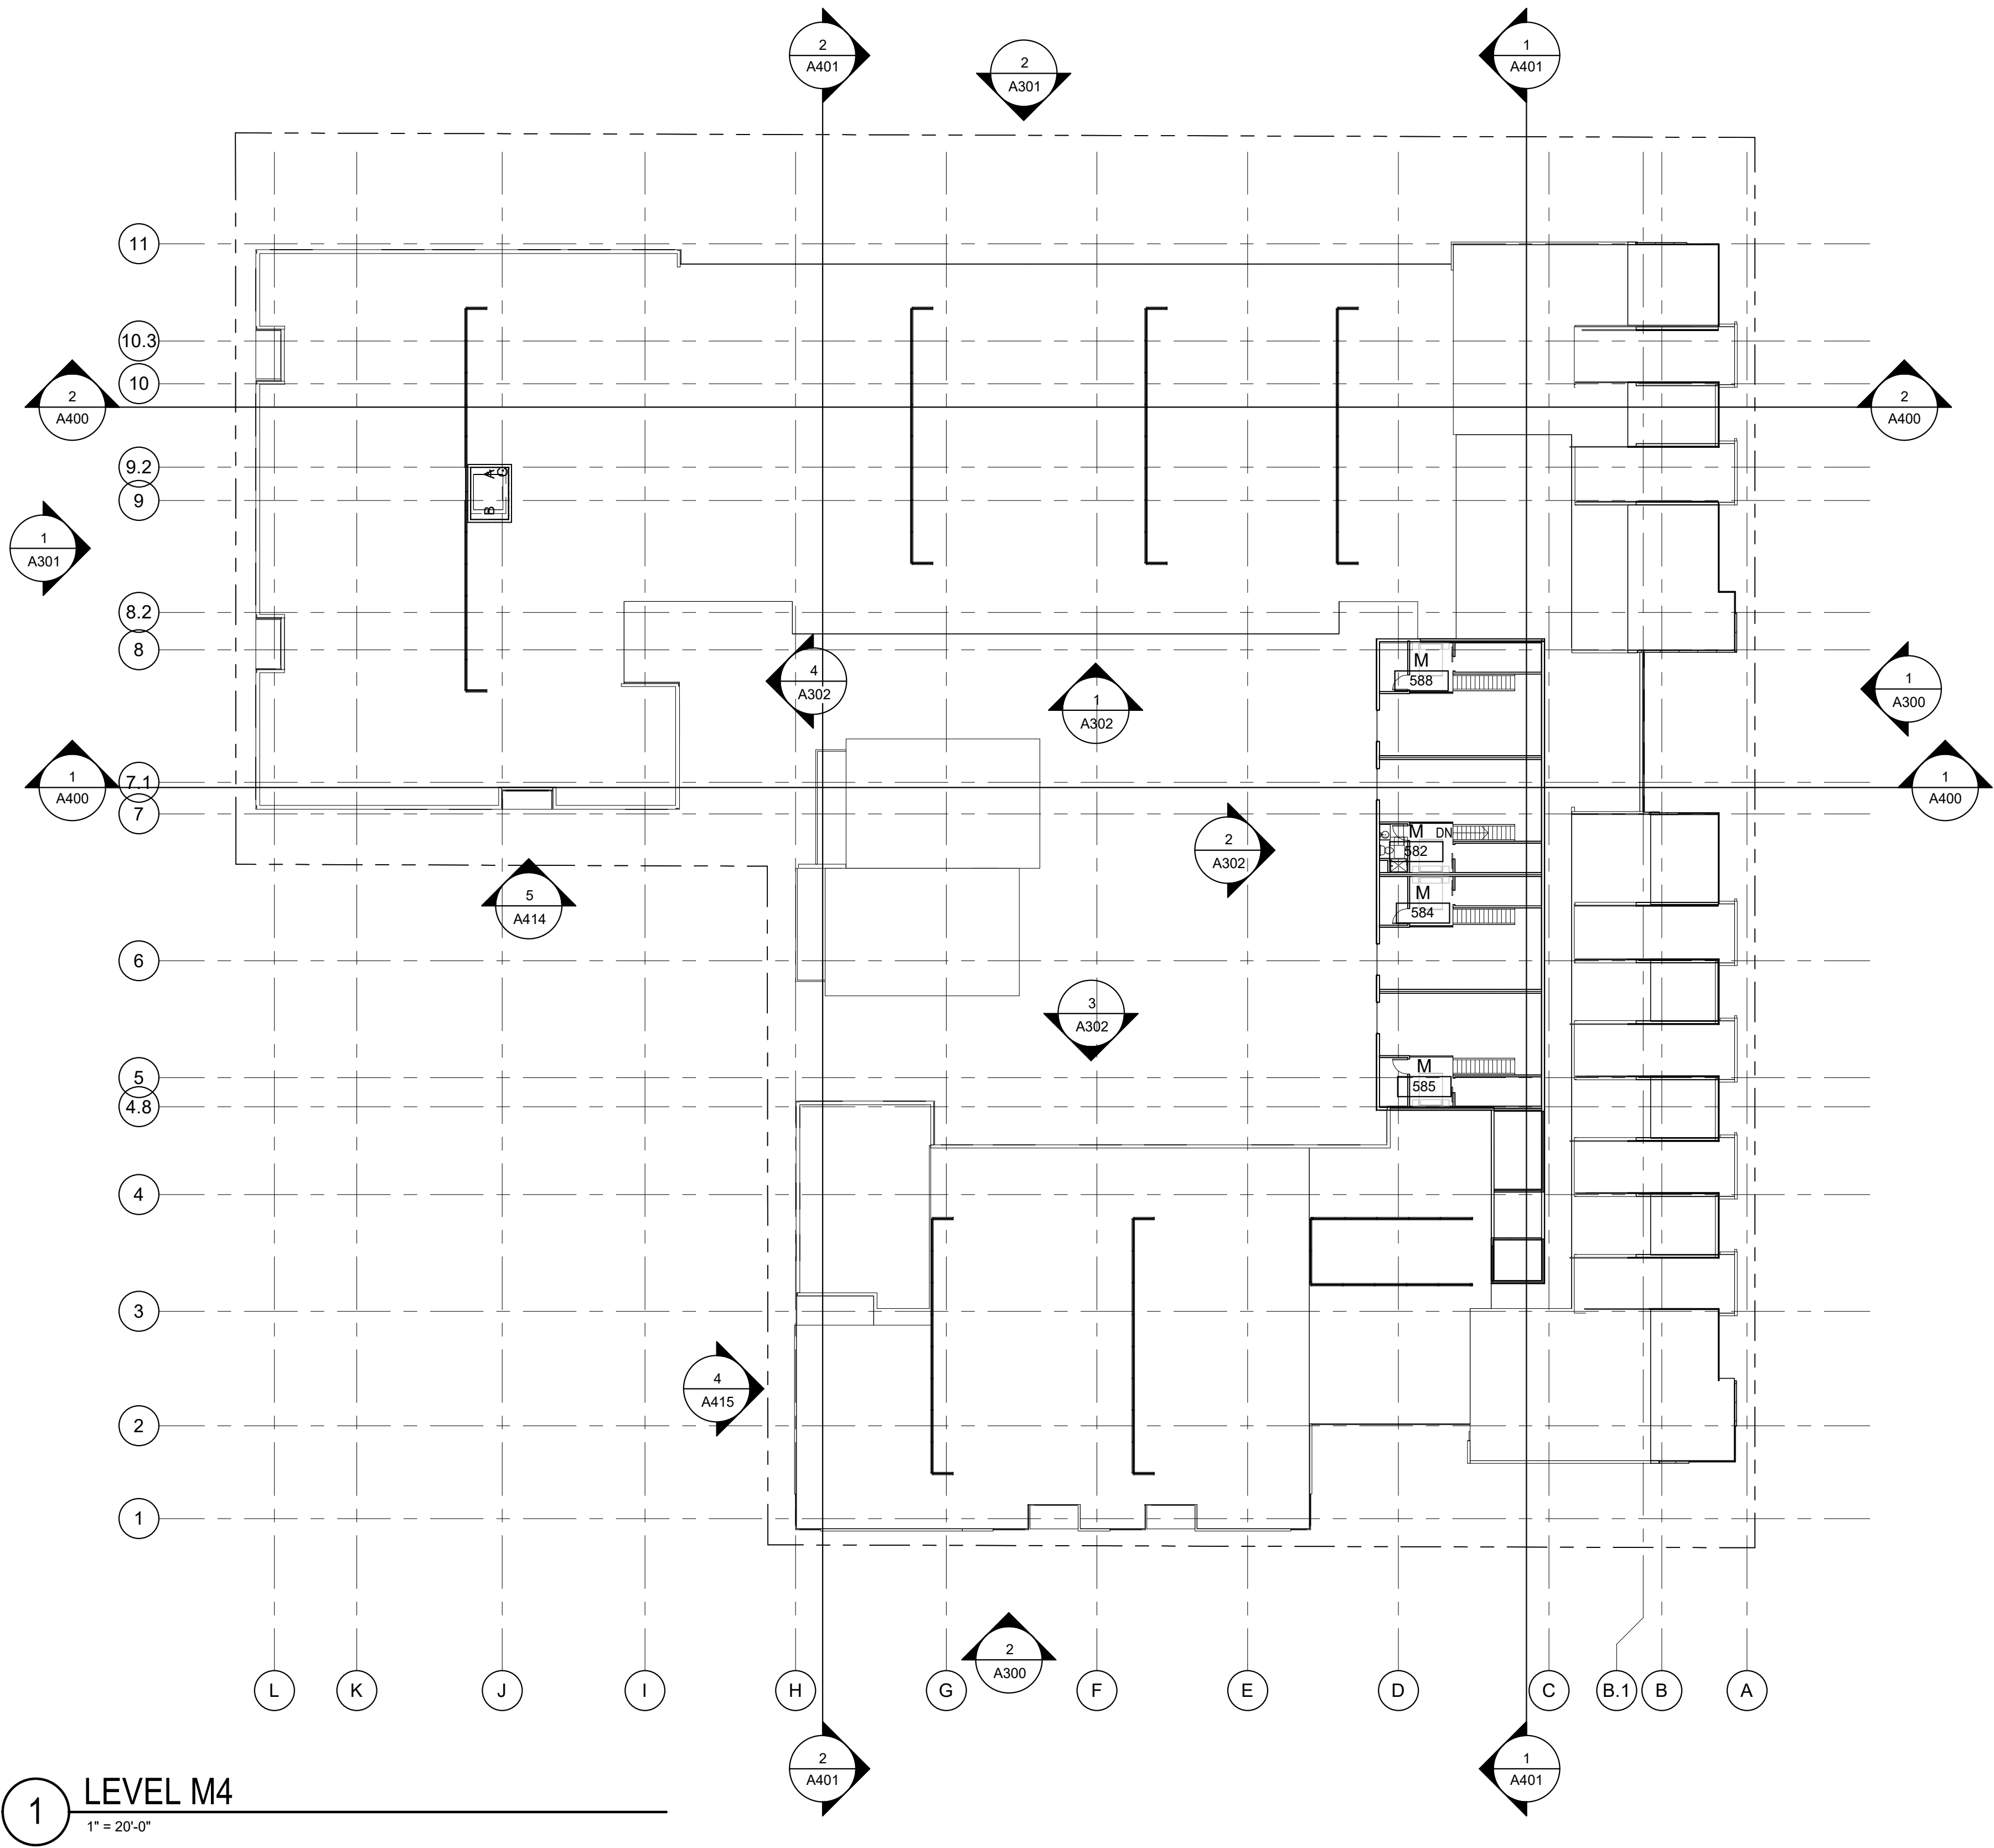 2
A401
1
A401
2
A301
11
10.3
10
2
A400
2
A400
9.2
9
A
C
B
1
A301
8.2
8
M
588
4
A302
1
A302
1
A300
7.1
7
1
A400
1
A400
2
A302
M DN
582
M
584
5
A414
6
3
A302
5
4.8
M
585
4
3
4
A415
2
1
2
A300
L K J I H G F E D C B.1 B A
2
A401
1
A401
1
LEVEL M4
1" = 20'-0"